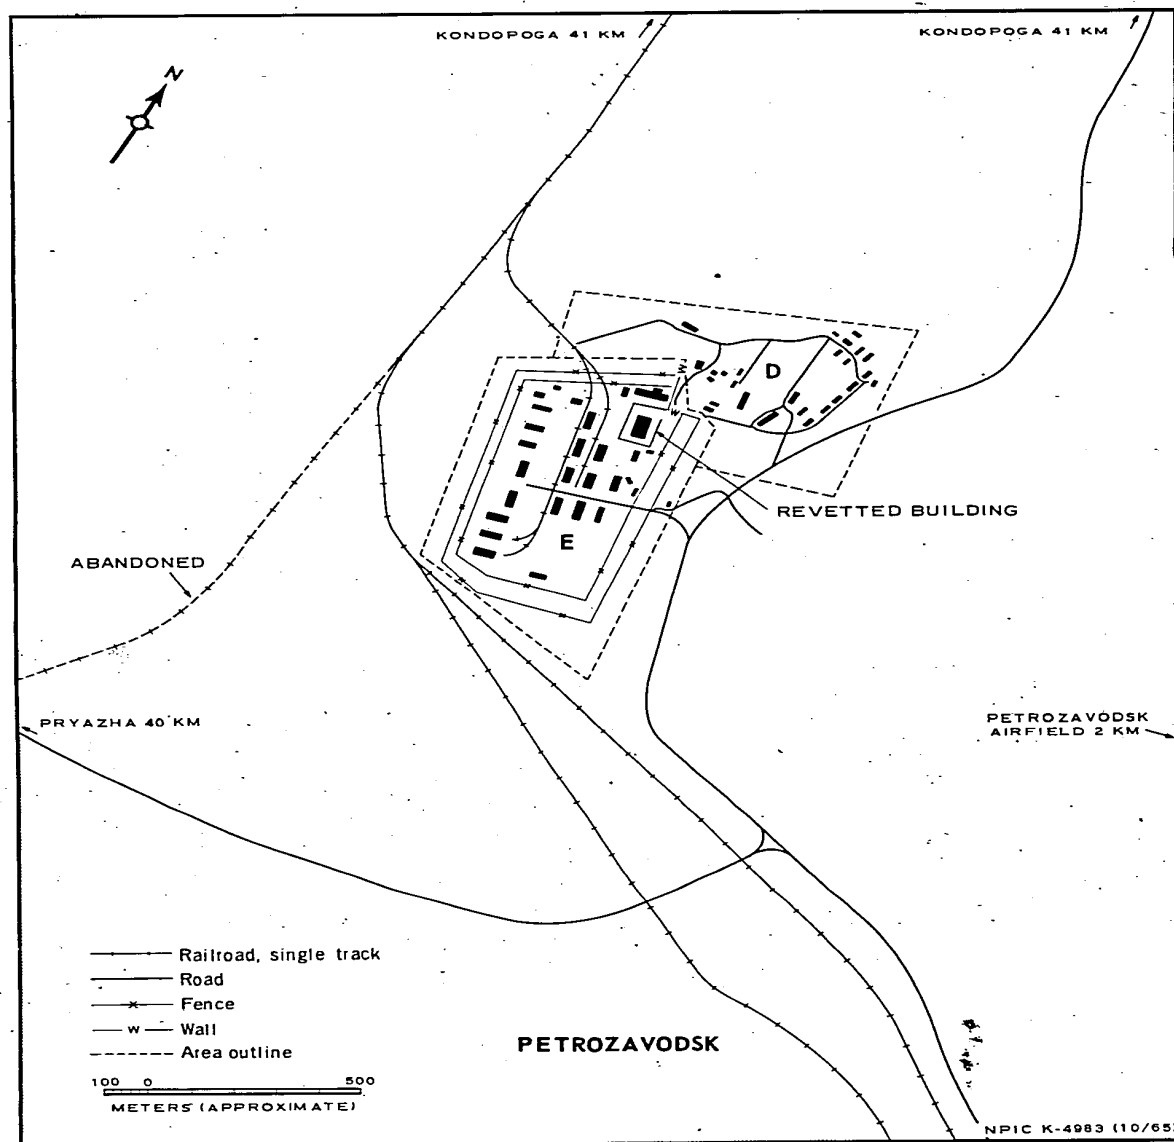 KONDOPOGA 41 KM
KONDOPOGA 41 KM
N
D
W
W
REVETTED BUILDING
E
ABANDONED
PRYAZHA 40 KM
PETROZAVODSK
AIRFIELD 2 KM
Railroad, single track
Road
Fence
W Wall
Area outline
100 0 500
METERS (APPROXIMATE)
PETROZAVODSK
NPIC K-4983 (10/65)